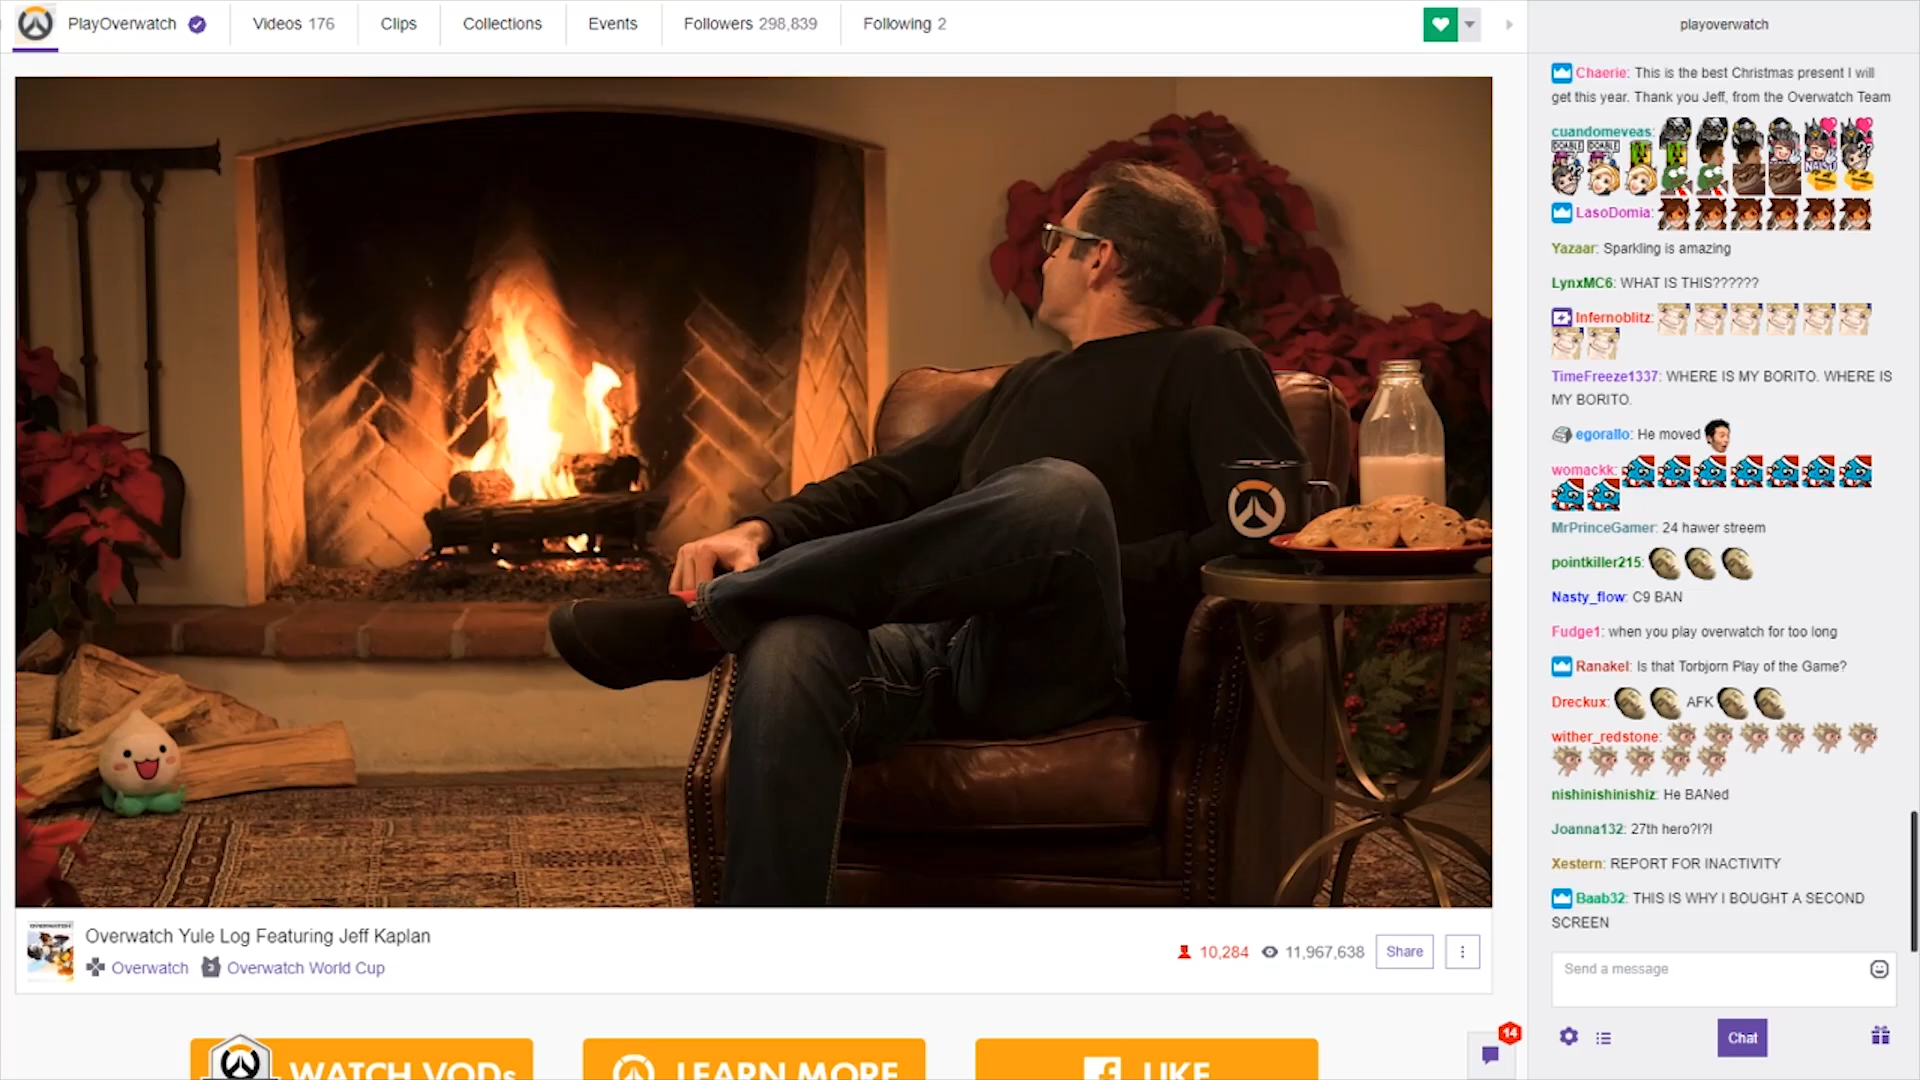 PlayOverwatch
Videos 176
Clips
Collections
Events
Followers 298,839
Following 2
playoverwatch
Chaerie: This is the best Christmas present I will
get this year. Thank you Jeff, from the Overwatch Team
cuandomeveas:
DOABLE DOABLE
LasoDomia:
Yazaar: Sparkling is amazing
LynxMC6: WHAT IS THIS??????
Infernoblitz:
TimeFreeze1337: WHERE IS MY BORITO. WHERE IS
MY BORITO.
egorallo: He moved
womackk:
MrPrinceGamer: 24 hawer streem
pointkiller215:
Nasty_flow: C9 BAN
Fudge1: when you play overwatch for too long
Ranakel: Is that Torbjorn Play of the Game?
Dreckux: AFK
wither_redstone:
nishinishinishiz: He BANed
Joanna132: 27th hero?!?!
Xestern: REPORT FOR INACTIVITY
Baab32: THIS IS WHY I BOUGHT A SECOND
SCREEN
Send a message
Chat
OVERWATCH
Overwatch Yule Log Featuring Jeff Kaplan
Overwatch
Overwatch World Cup
10,284
11,967,638
Share
14
WATCH VODs
LEARN MORE
LIKE